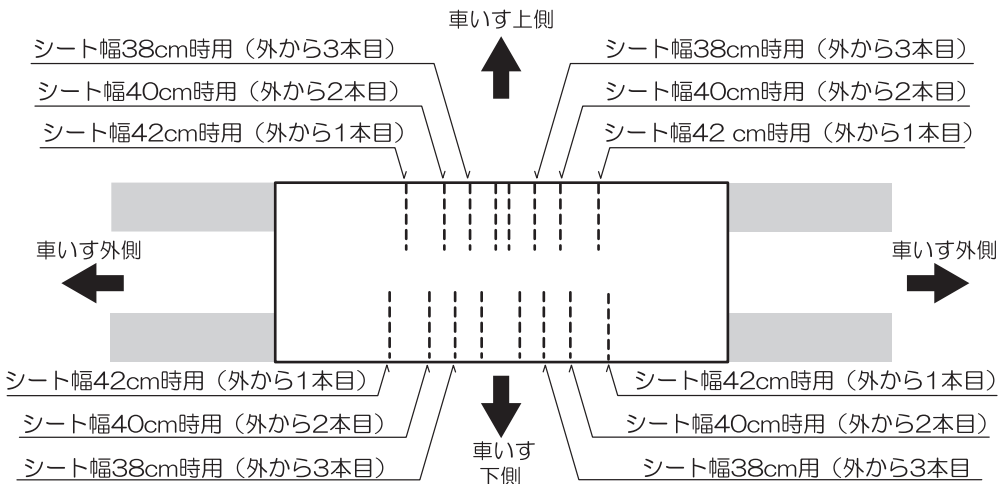 車いす上側
シート幅38cm時用（外から3本目）
シート幅38cm時用（外から3本目）
シート幅40cm時用（外から2本目）
シート幅40cm時用（外から2本目）
シート幅42cm時用（外から1本目）
シート幅42 cm時用（外から1本目）
車いす外側
車いす外側
シート幅42cm時用（外から1本目）
シート幅42cm時用（外から1本目）
シート幅40cm時用（外から2本目）
シート幅40cm時用（外から2本目）
車いす
下側
シート幅38cm時用（外から3本目）
シート幅38cm用（外から3本目